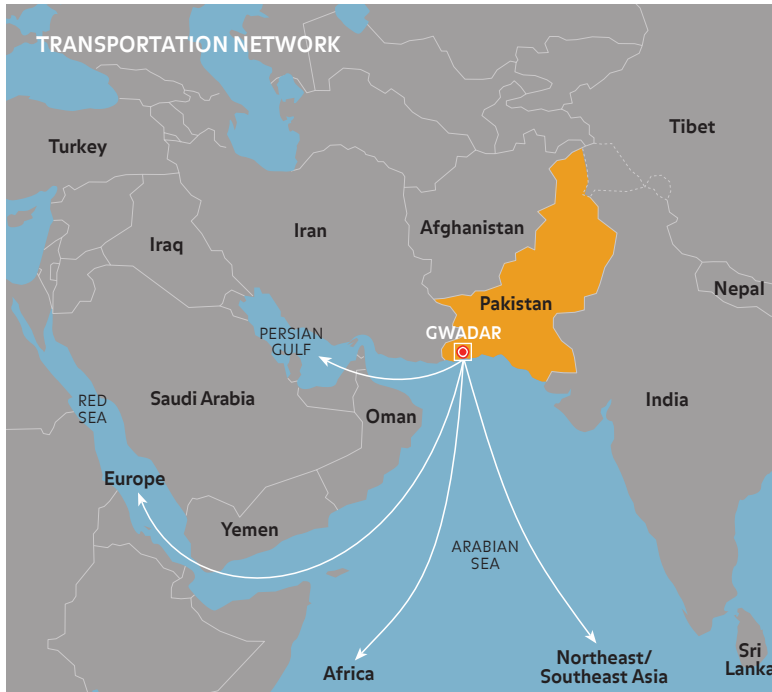 TRANSPORTATION NETWORK
Tibet
Turkey
Afghanistan
Iran
Iraq
Nepal
Pakistan
GWADAR
PERSIAN
GULF
RED
SEA
Saudi Arabia
India
Oman
Europe
Yemen
ARABIAN
SEA
Africa
Northeast/
Southeast Asia
Sri
Lanka